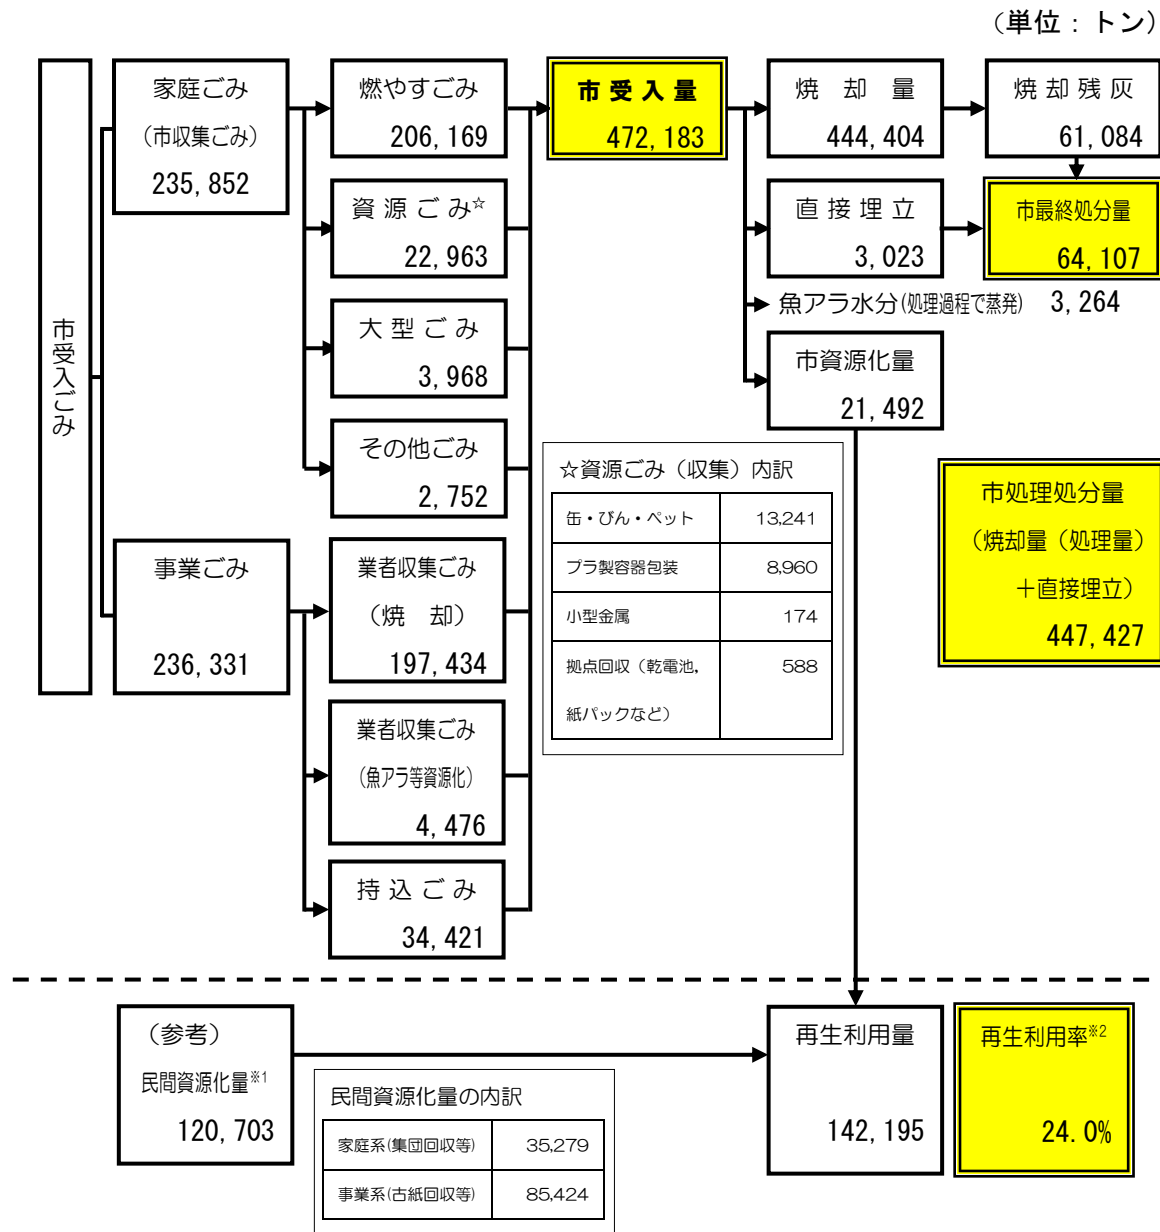 （単位：トン）
市受入ごみ
家庭ごみ
（市収集ごみ）
235,852
燃やすごみ
206,169
資源ごみ☆
22,963
大型ごみ
3,968
その他ごみ
2,752
事業ごみ
236,331
業者収集ごみ
（焼　却）
197,434
業者収集ごみ
（魚アラ等資源化）
4,476
持込ごみ
34,421
市受入量
472,183
焼却量
444,404
焼却残灰
61,084
直接埋立
3,023
市最終処分量
64,107
魚アラ水分(処理過程で蒸発)　3,264
市資源化量
21,492
☆資源ごみ（収集）内訳
缶・びん・ペット　13,241
プラ製容器包装　8,960
小型金属　174
拠点回収（乾電池,　588
紙パックなど）
市処理処分量
（焼却量（処理量）
＋直接埋立）
447,427
（参考）
民間資源化量※1
120,703
民間資源化量の内訳
家庭系(集団回収等)　35,279
事業系(古紙回収等)　85,424
再生利用量
142,195
再生利用率※2
24.0%